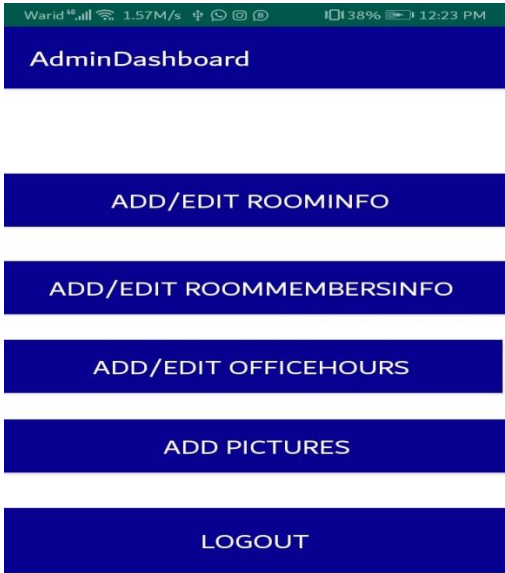 Warid 4G 1.57M/s 38% 12:23 PM
AdminDashboard
ADD/EDIT ROOMINFO
ADD/EDIT ROOMMEMBERSINFO
ADD/EDIT OFFICEHOURS
ADD PICTURES
LOGOUT